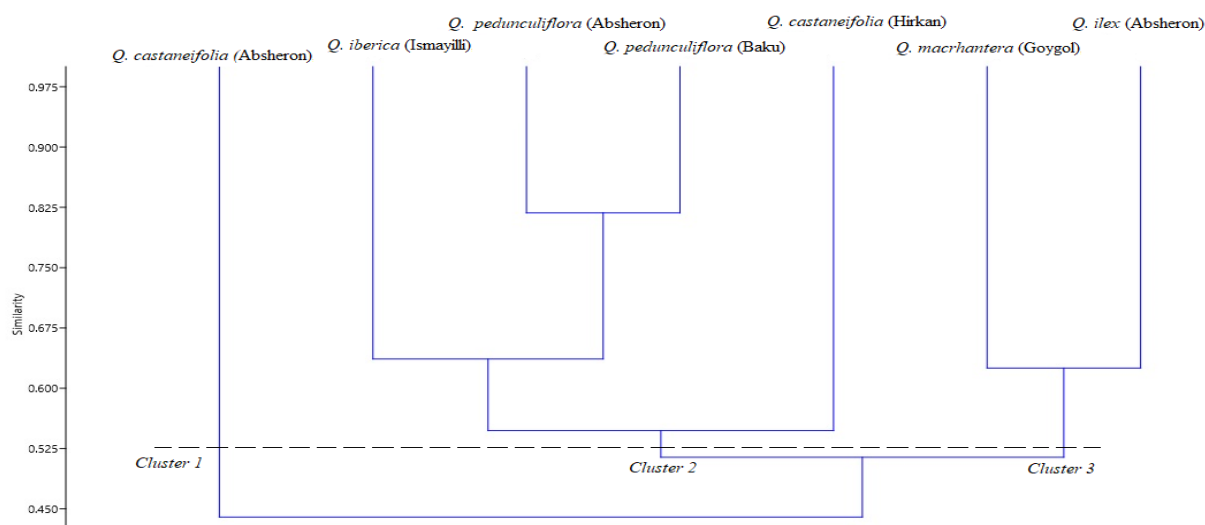 Q. pedunculiflora (Absheron)
Q. castaneifolia (Hirkan)
Q. ilex (Absheron)
Q. castaneifolia (Absheron)
Q. iberica (Ismayilli)
Q. pedunculiflora (Baku)
Q. macrhantera (Goygol)
0.975
0.900
0.825
0.750
0.675
0.600
0.525
0.450
Similarity
Cluster 1
Cluster 2
Cluster 3